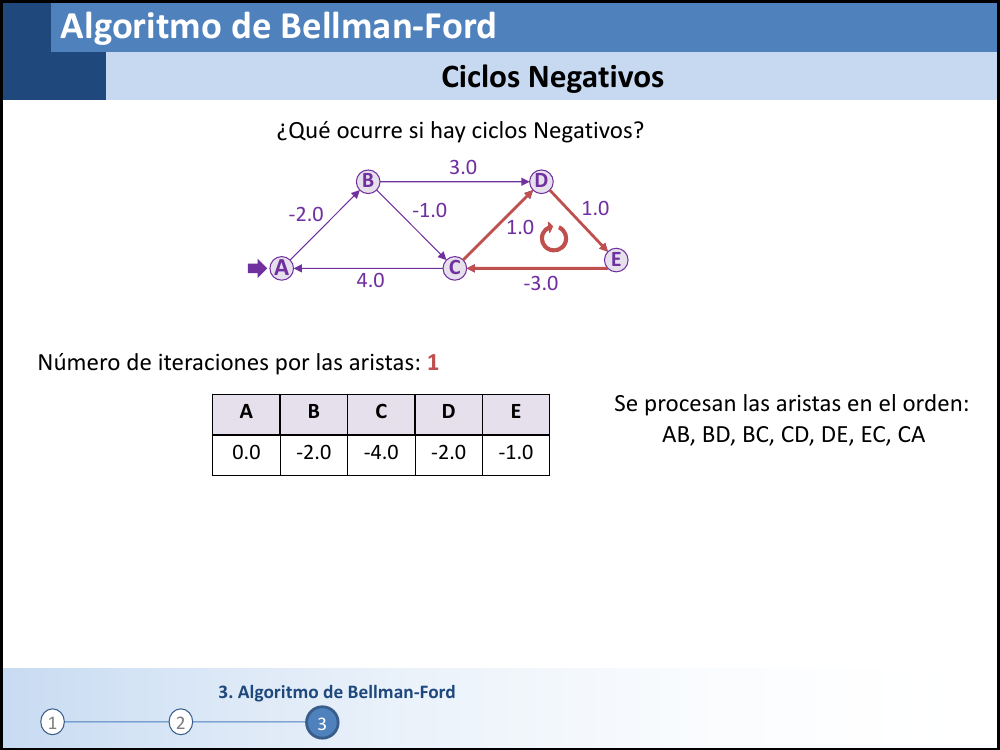 Algoritmo de Bellman-Ford
Ciclos Negativos
¿Qué ocurre si hay ciclos Negativos?
3.0
B
D
-2.0
-1.0
1.0
1.0
A
C
E
4.0
-3.0
Número de iteraciones por las aristas: 1
A B C D E
0.0 -2.0 -4.0 -2.0 -1.0
Se procesan las aristas en el orden:
AB, BD, BC, CD, DE, EC, CA
3. Algoritmo de Bellman-Ford
1 2 3